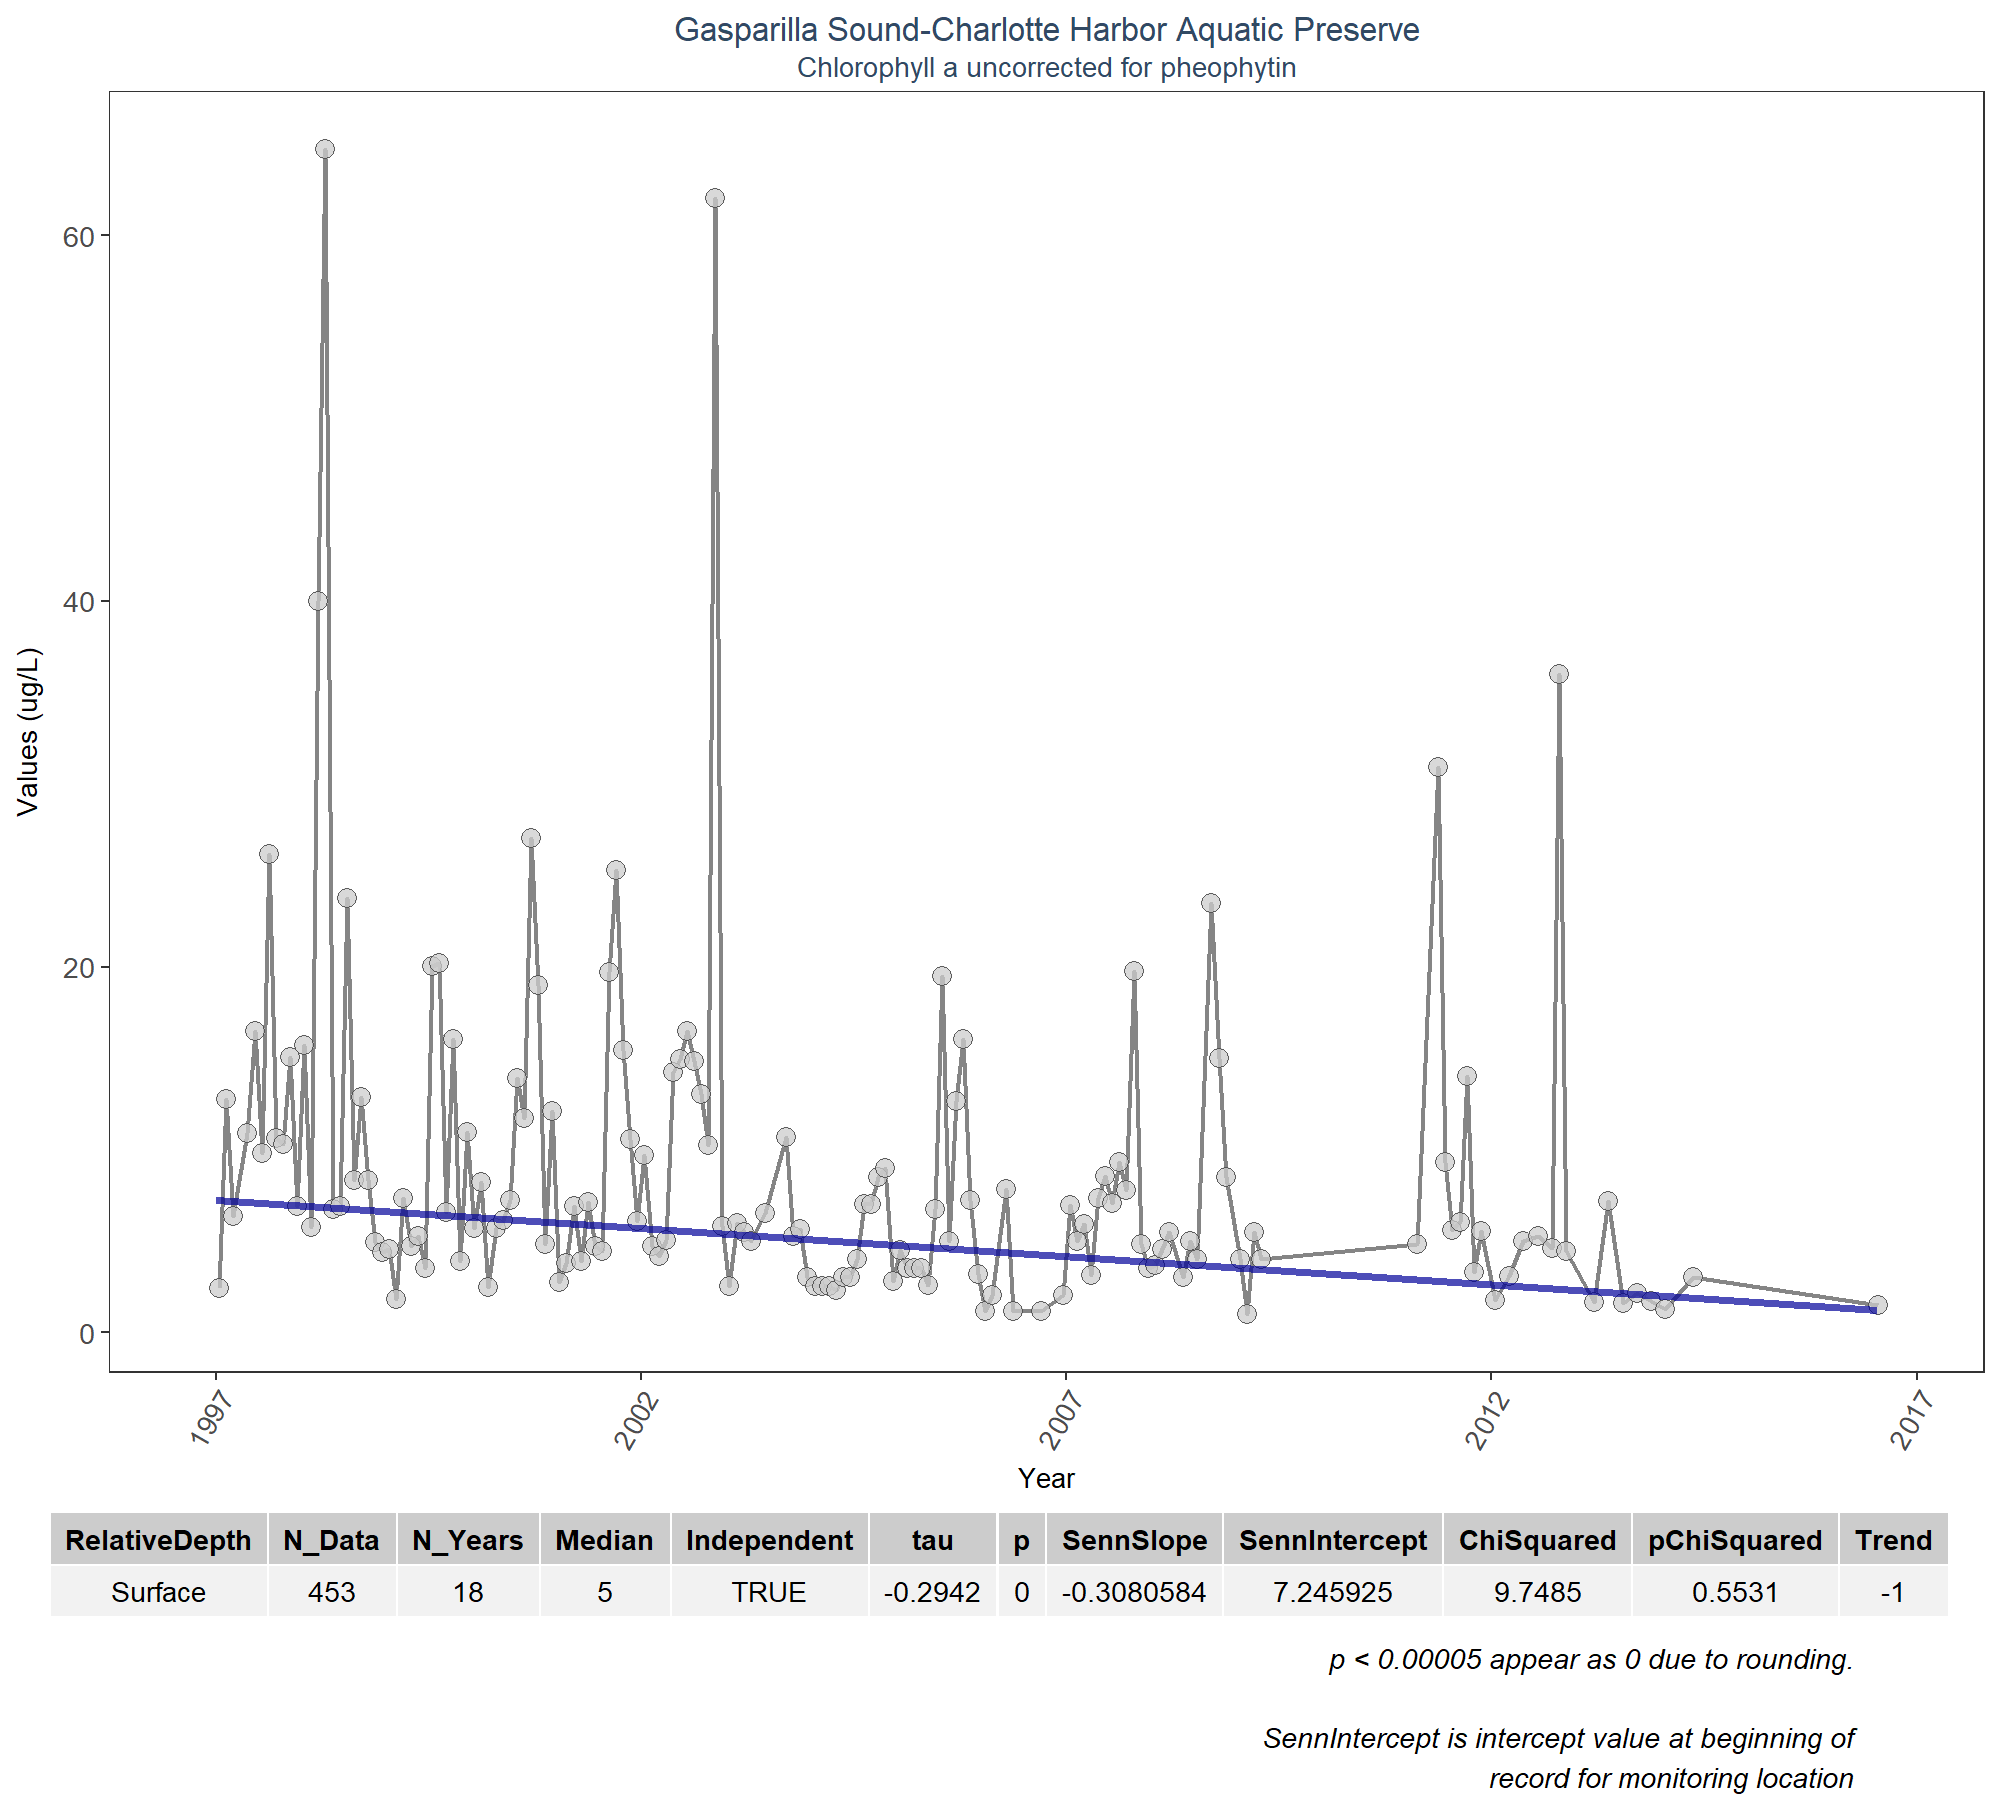 Gasparilla Sound-Charlotte Harbor Aquatic Preserve
Chlorophyll a uncorrected for pheophytin
Values (ug/L)
60
40
20
0
1997 2002 2007 2012 2017
Year
RelativeDepth N_Data N_Years Median Independent tau p SennSlope SennIntercept ChiSquared pChiSquared Trend
Surface 453 18 5 TRUE -0.2942 0 -0.3080584 7.245925 9.7485 0.5531 -1
p < 0.00005 appear as 0 due to rounding.
SennIntercept is intercept value at beginning of
record for monitoring location